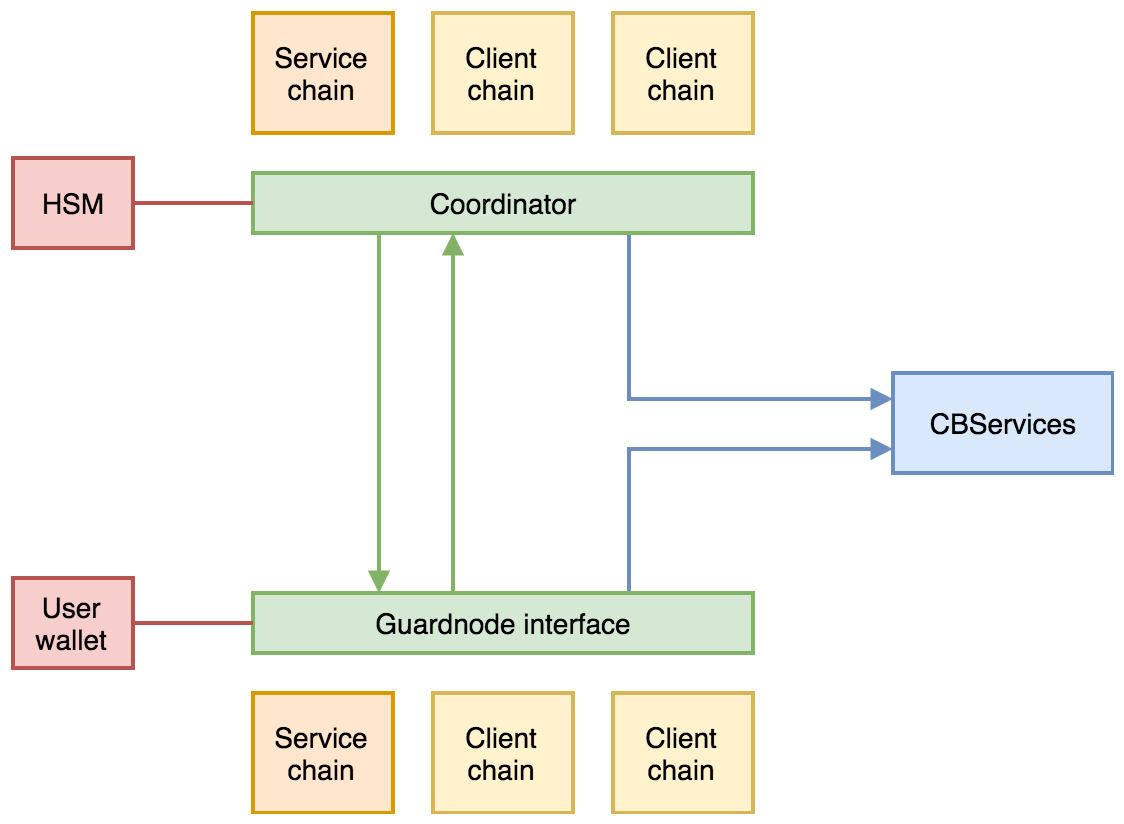 Service
chain
Client
chain
Client
chain
HSM
Coordinator
CBServices
User
wallet
Guardnode interface
Service
chain
Client
chain
Client
chain